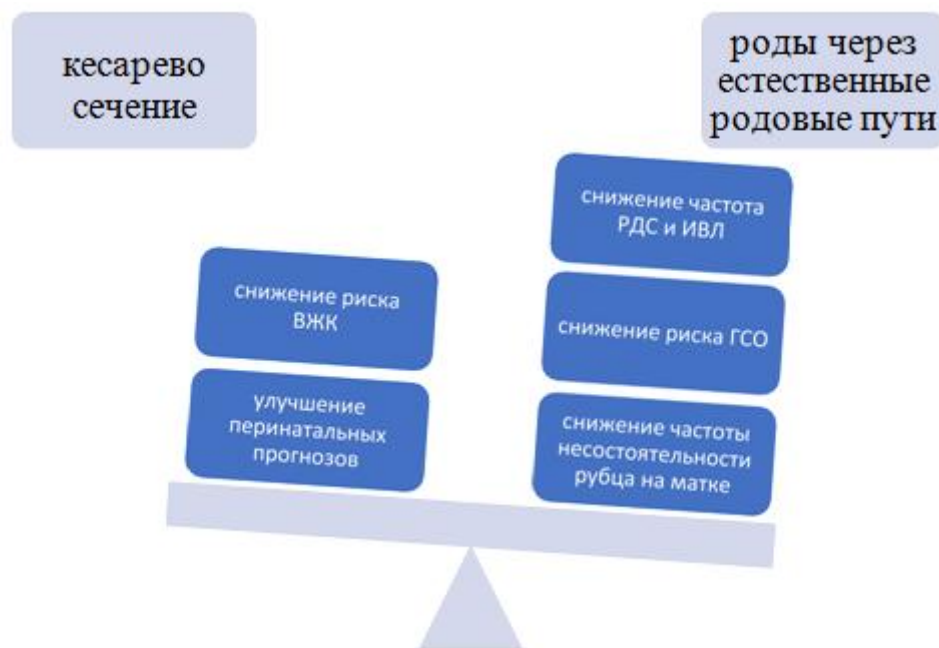 кесарево
сечение
роды через
естественные
родовые пути
снижение риска
ВЖК
улучшение
перинатальных
прогнозов
снижение частота
РДС и ИВЛ
снижение риска ГСО
снижение частоты
несостоятельности
рубца на матке